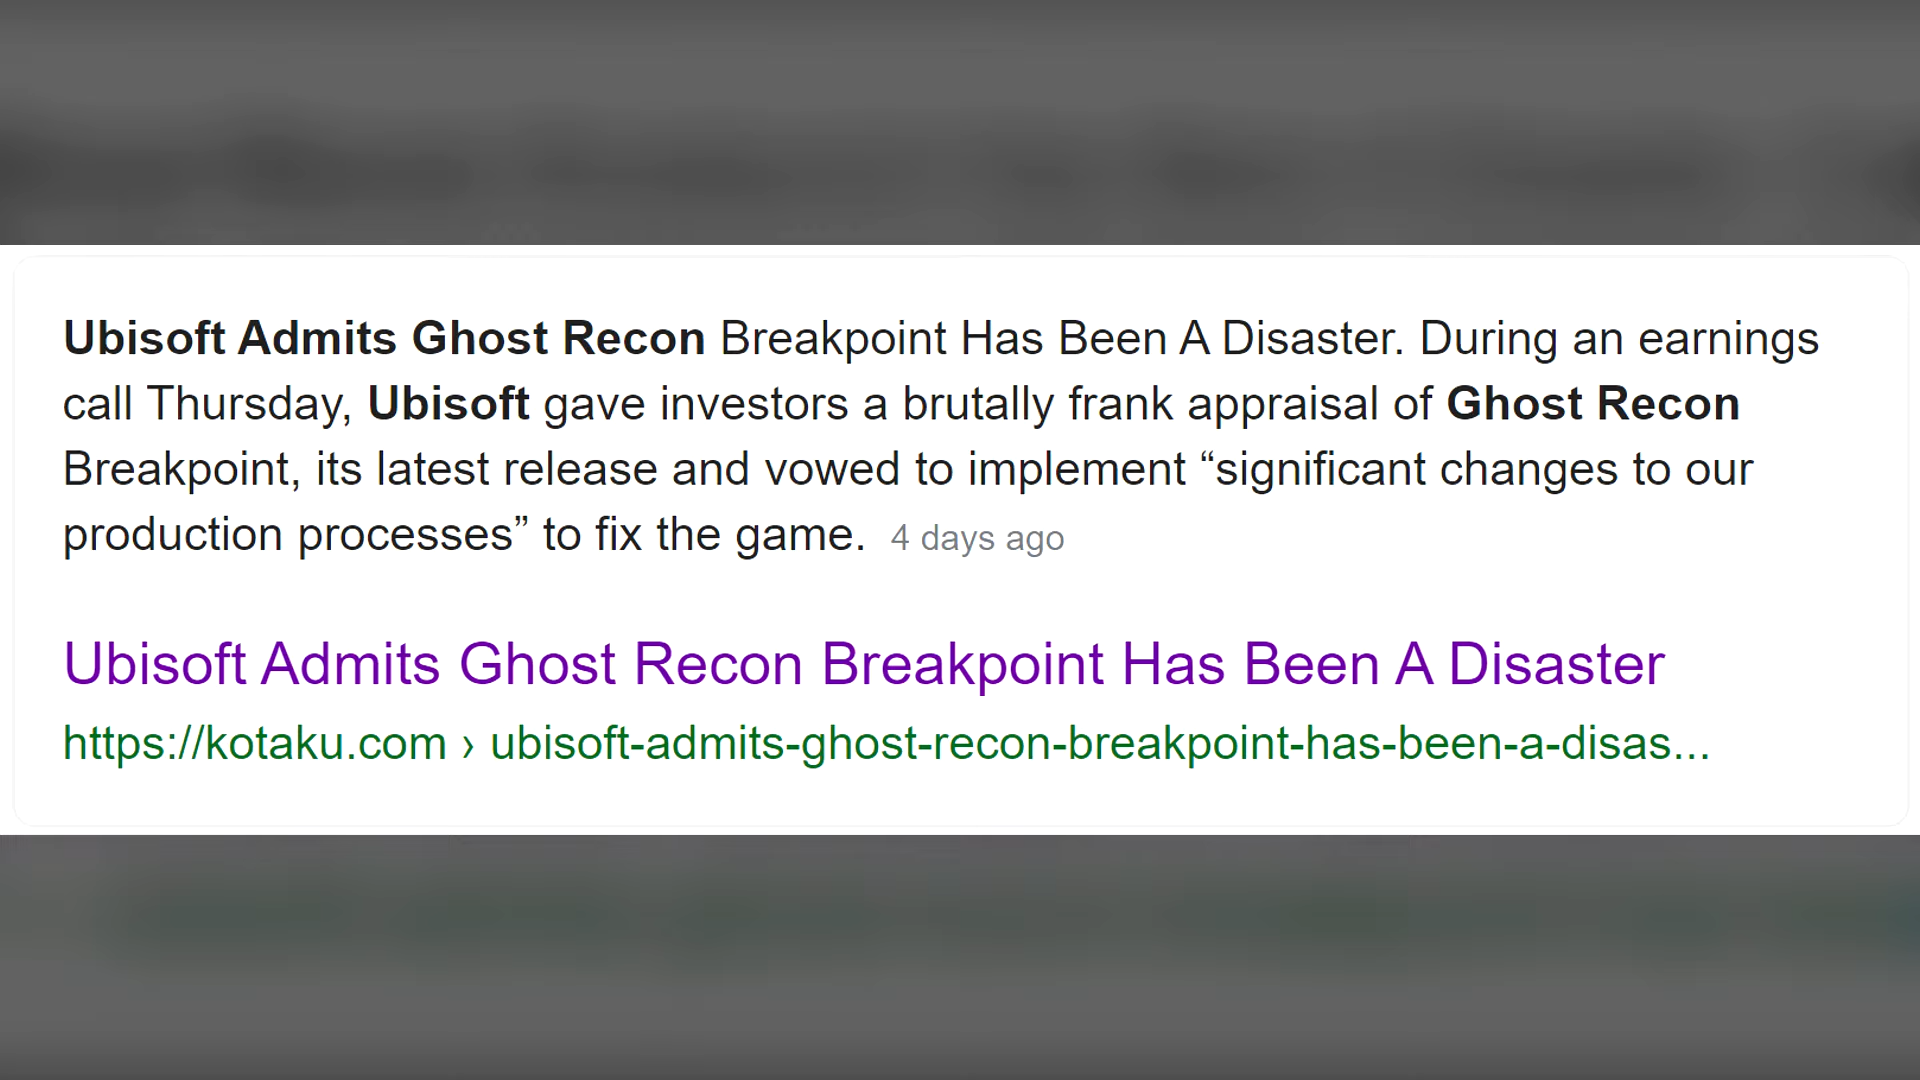 Ubisoft Admits Ghost Recon Breakpoint Has Been A Disaster. During an earnings
call Thursday, Ubisoft gave investors a brutally frank appraisal of Ghost Recon
Breakpoint, its latest release and vowed to implement “significant changes to our
production processes” to fix the game. 4 days ago
Ubisoft Admits Ghost Recon Breakpoint Has Been A Disaster
https://kotaku.com › ubisoft-admits-ghost-recon-breakpoint-has-been-a-disas...